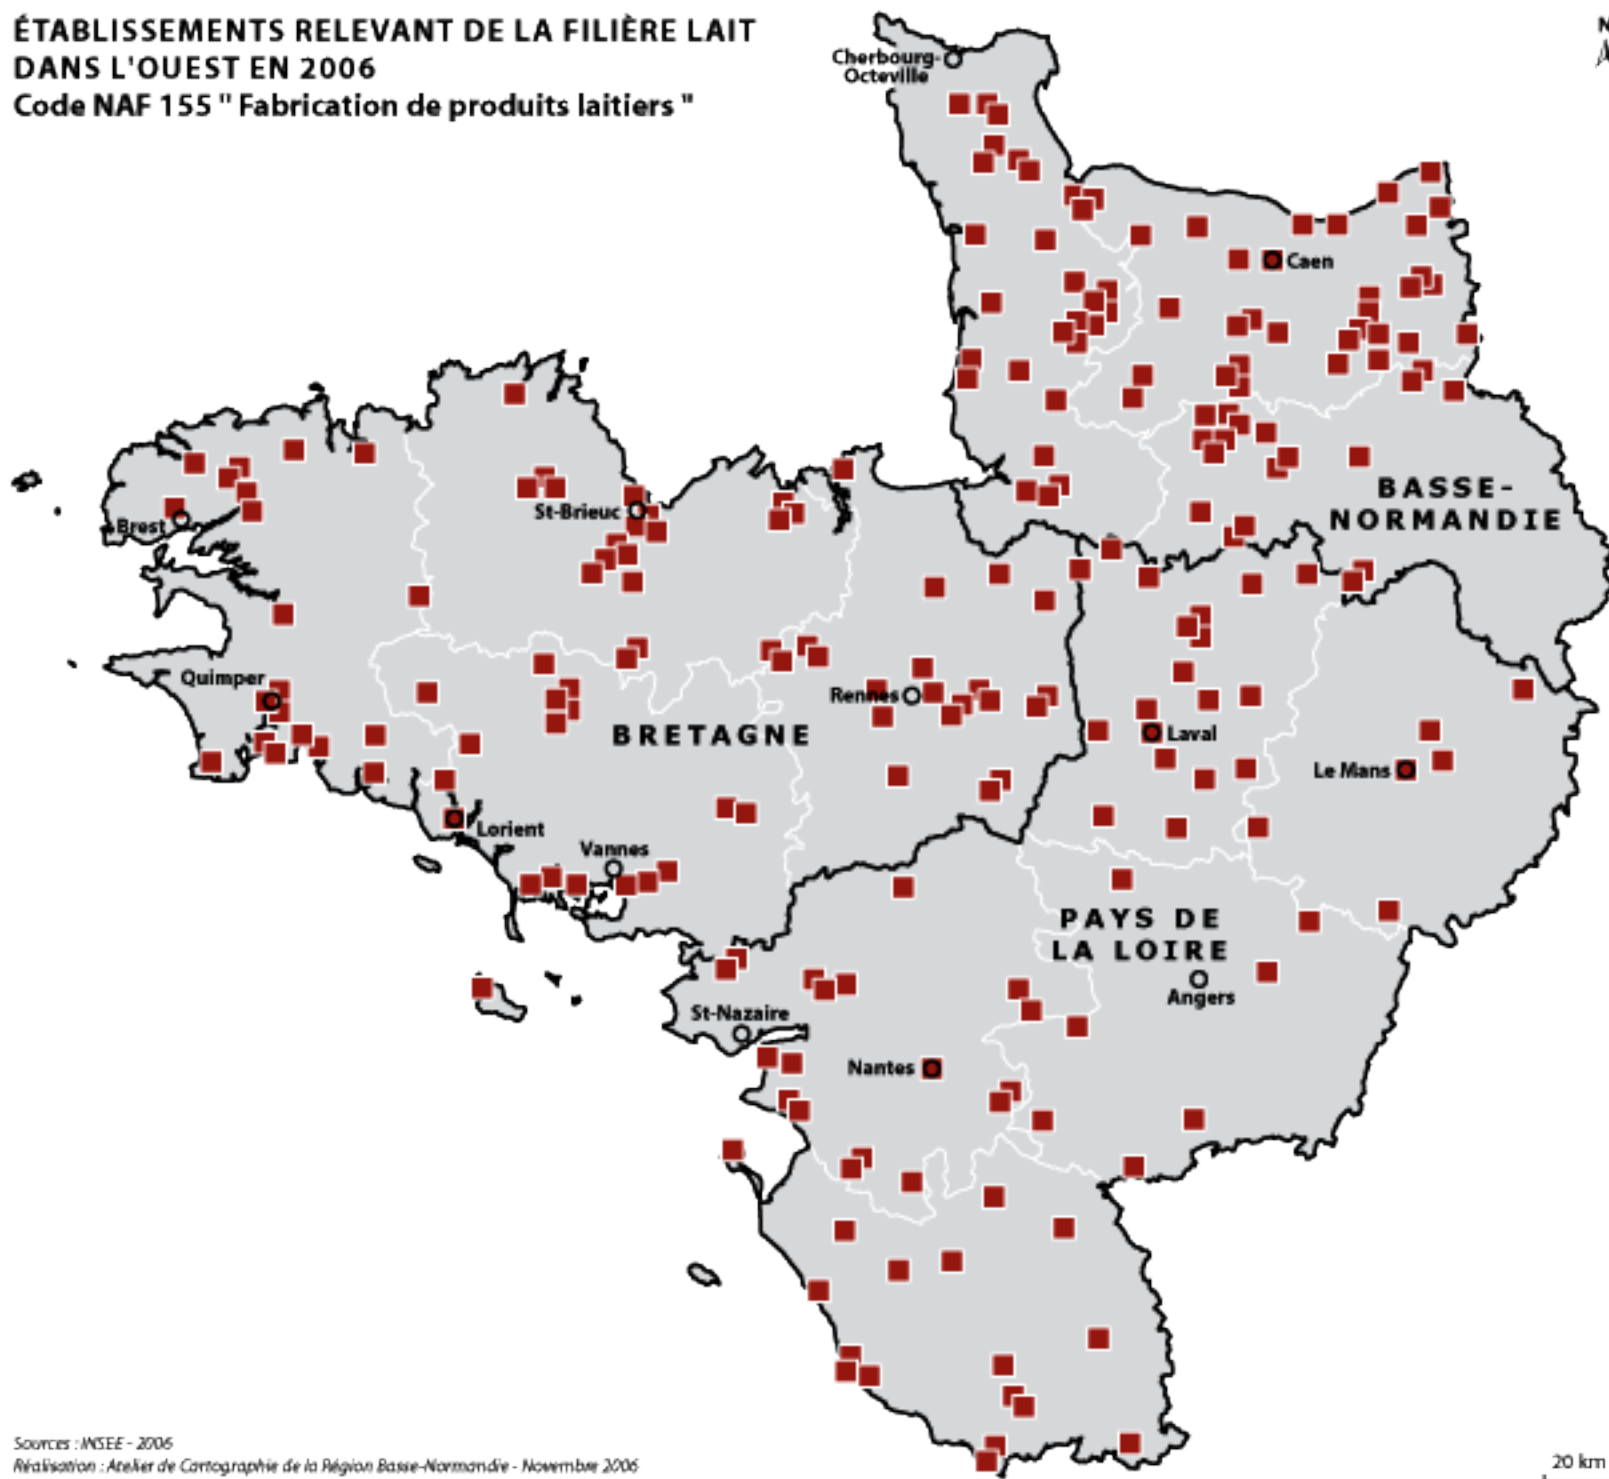 ÉTABLISSEMENTS RELEVANT DE LA FILIÈRE LAIT
DANS L'OUEST EN 2006
Code NAF 155 " Fabrication de produits laitiers "
N
Cherbourg-
Octeville
Caen
St-Brieuc
Brest
BASSE-
NORMANDIE
Quimper
Rennes
BRETAGNE
Laval
Le Mans
Lorient
Vannes
PAYS DE
LA LOIRE
Angers
St-Nazaire
Nantes
Sources : INSEE - 2006
Réalisation : Atelier de Cartographie de la Région Basse-Normandie - Novembre 2006
20 km